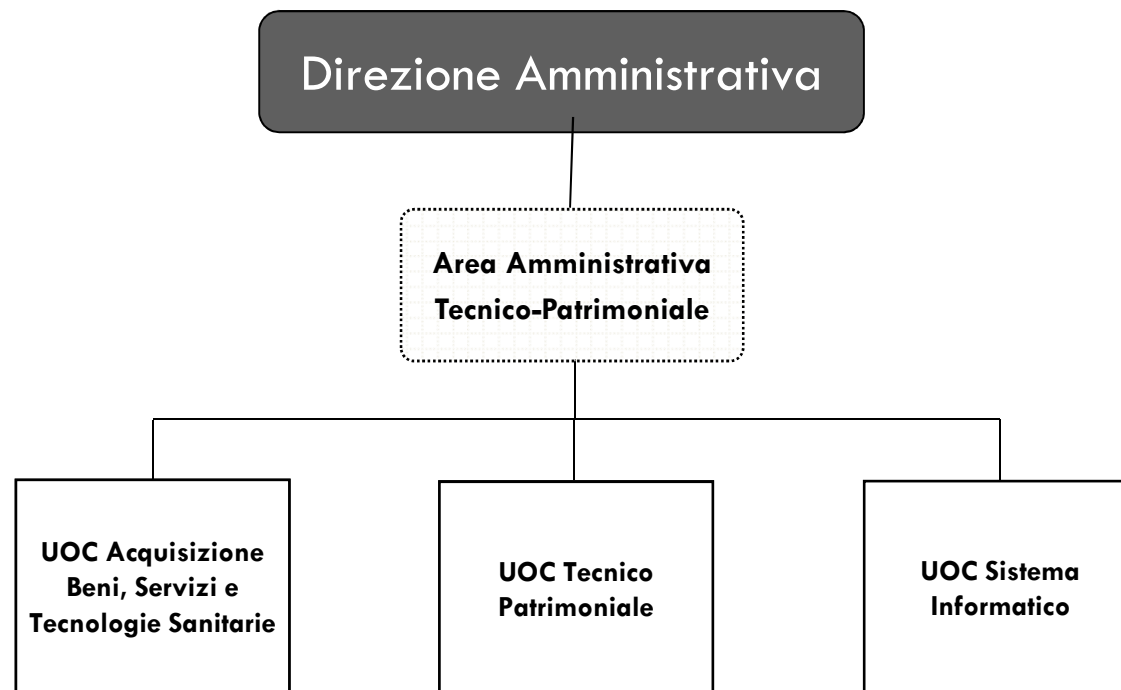 Direzione Amministrativa
Area Amministrativa
Tecnico-Patrimoniale
UOC Acquisizione
Beni, Servizi e
Tecnologie Sanitarie
UOC Tecnico
Patrimoniale
UOC Sistema
Informatico